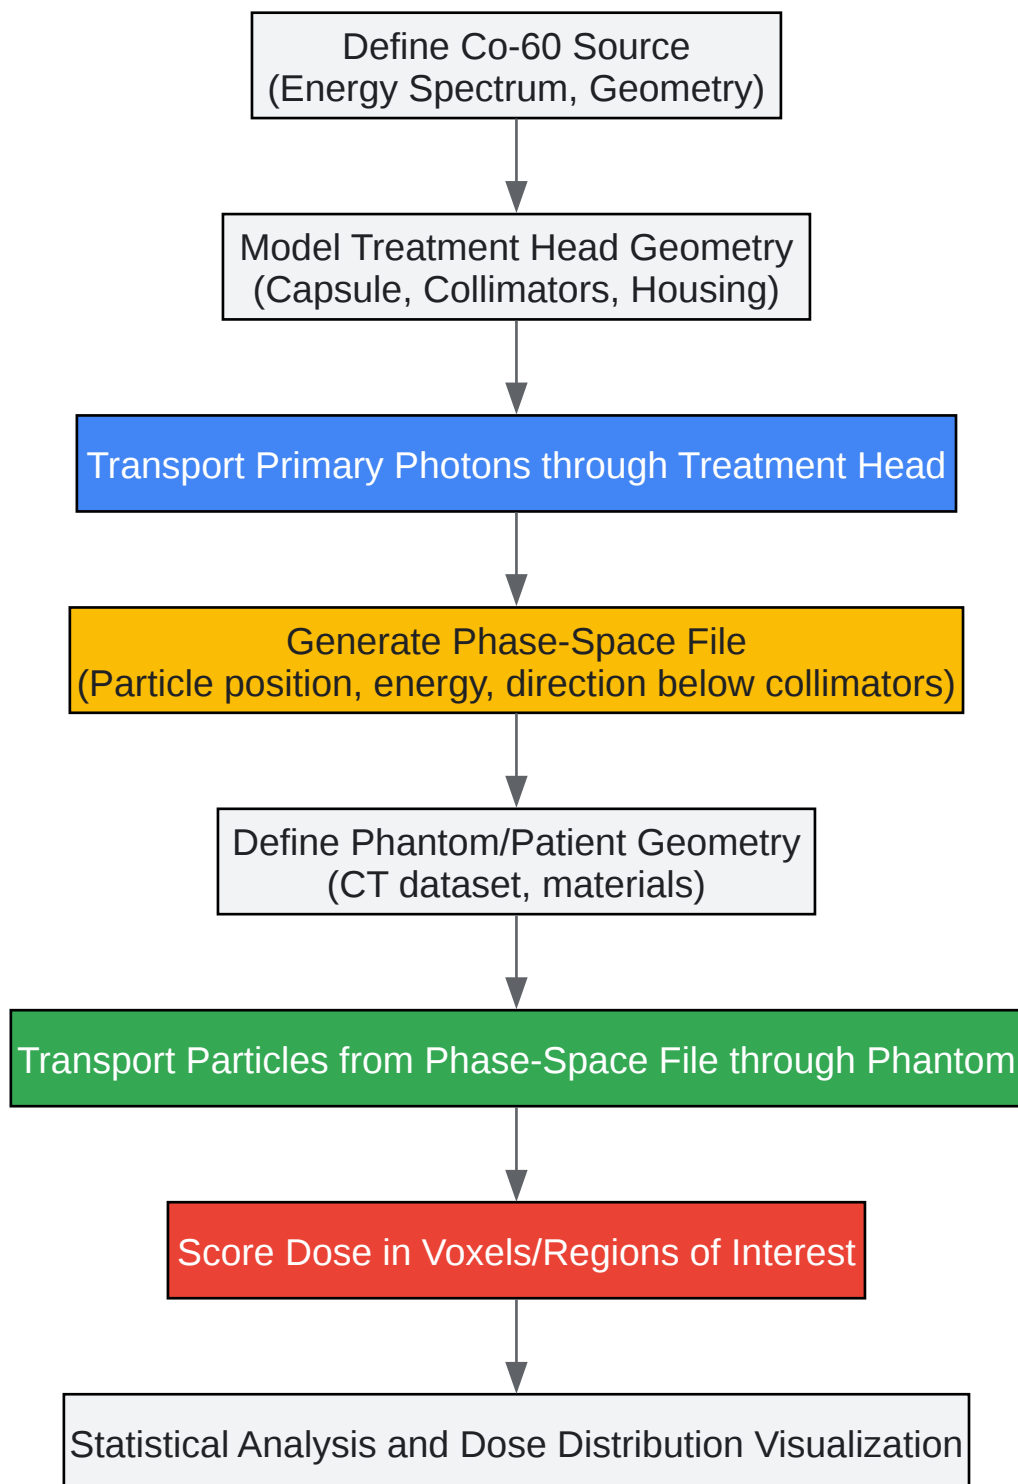 Define Co-60 Source
(Energy Spectrum, Geometry)
Model Treatment Head Geometry
(Capsule, Collimators, Housing)
Transport Primary Photons through Treatment Head
Generate Phase-Space File
(Particle position, energy, direction below collimators)
Define Phantom/Patient Geometry
(CT dataset, materials)
Transport Particles from Phase-Space File through Phantom
Score Dose in Voxels/Regions of Interest
Statistical Analysis and Dose Distribution Visualization